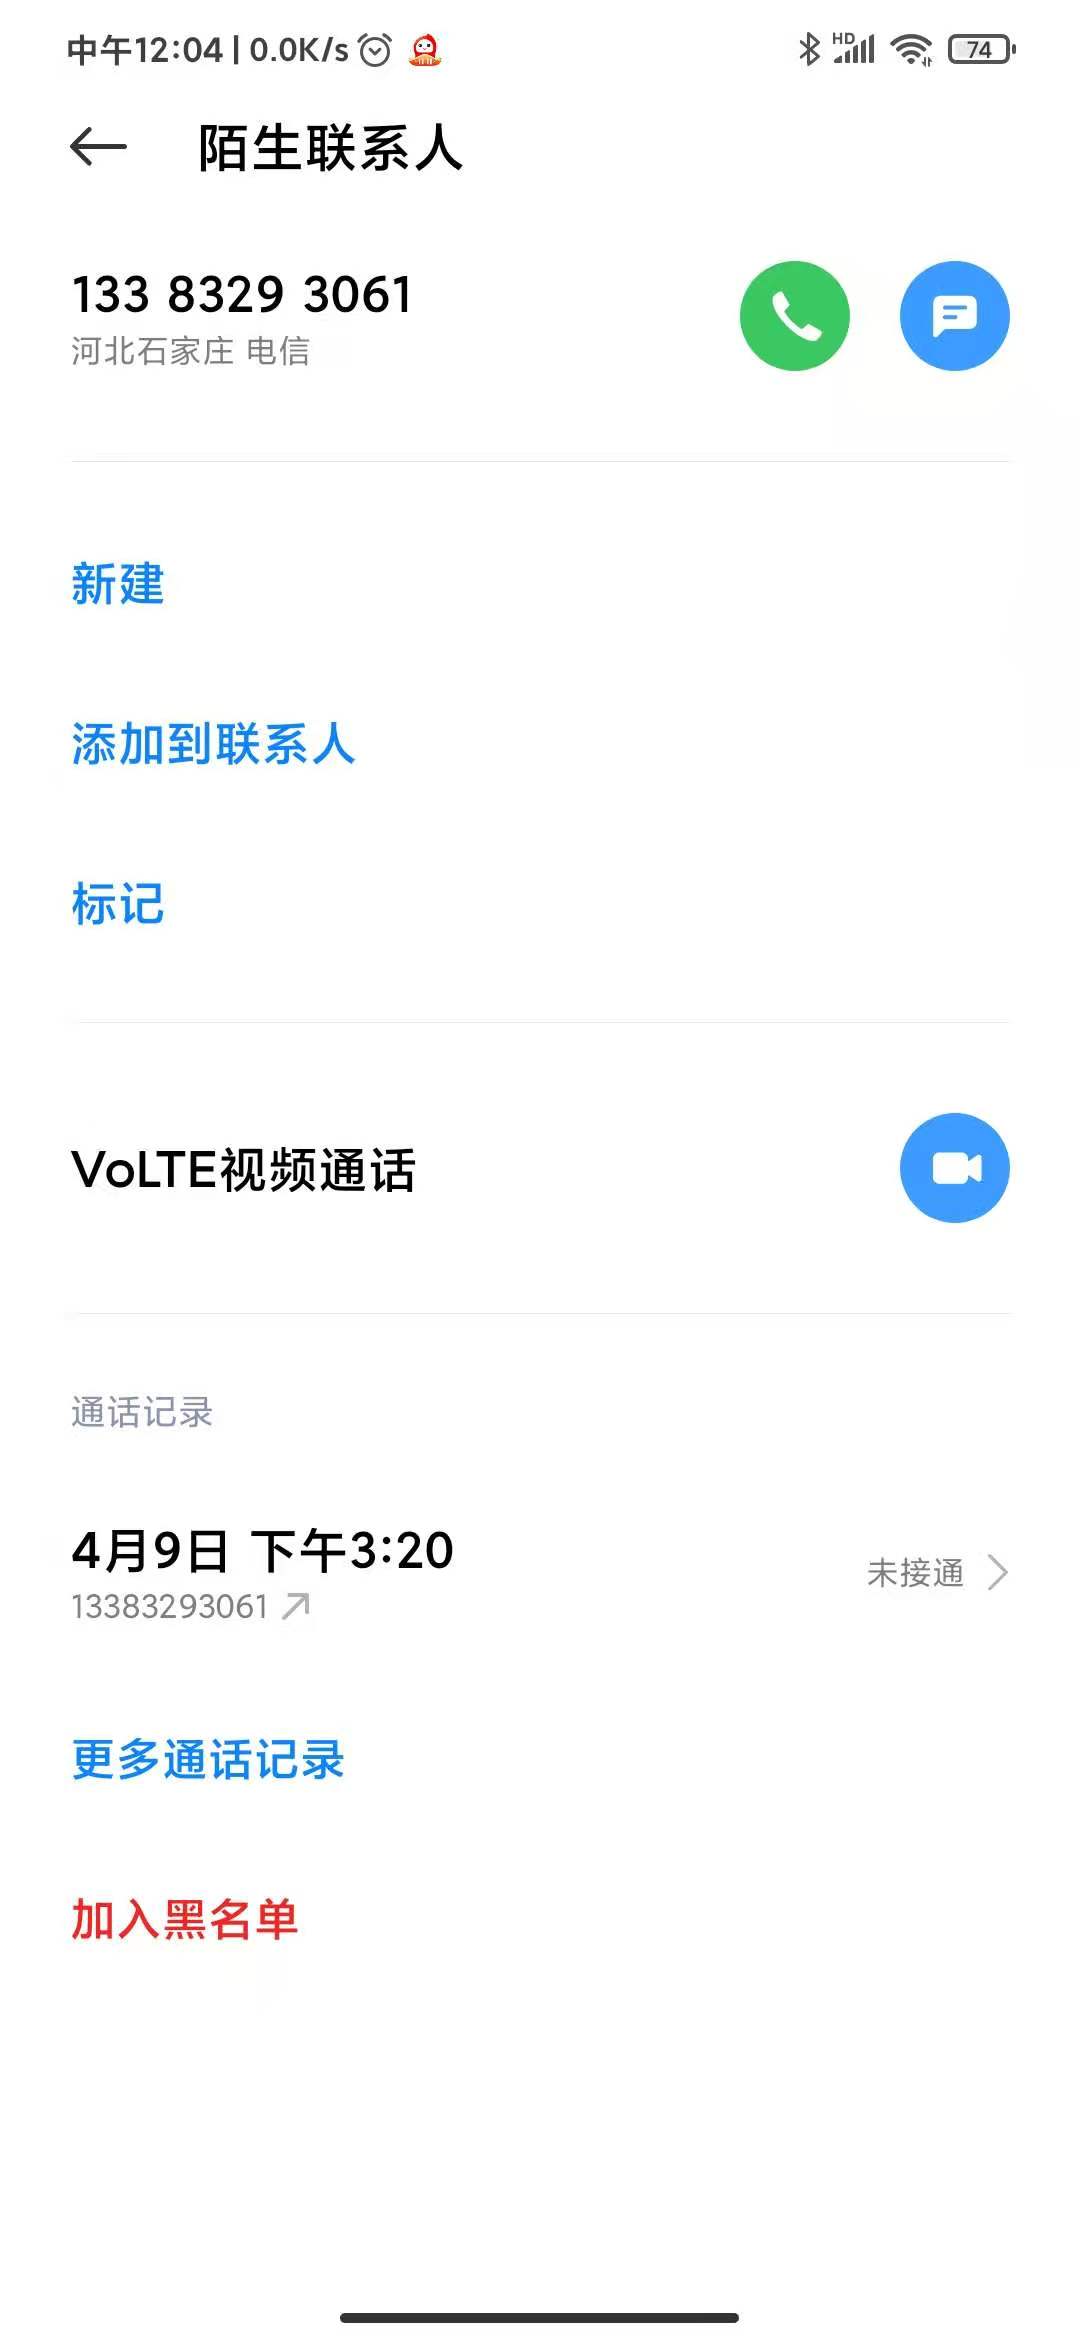 中午12:04 | 0.0K/s
HD
74
陌生联系人
133 8329 3061
河北石家庄 电信
新建
添加到联系人
标记
VoLTE视频通话
通话记录
4月9日 下午3:20
未接通
13383293061
更多通话记录
加入黑名单